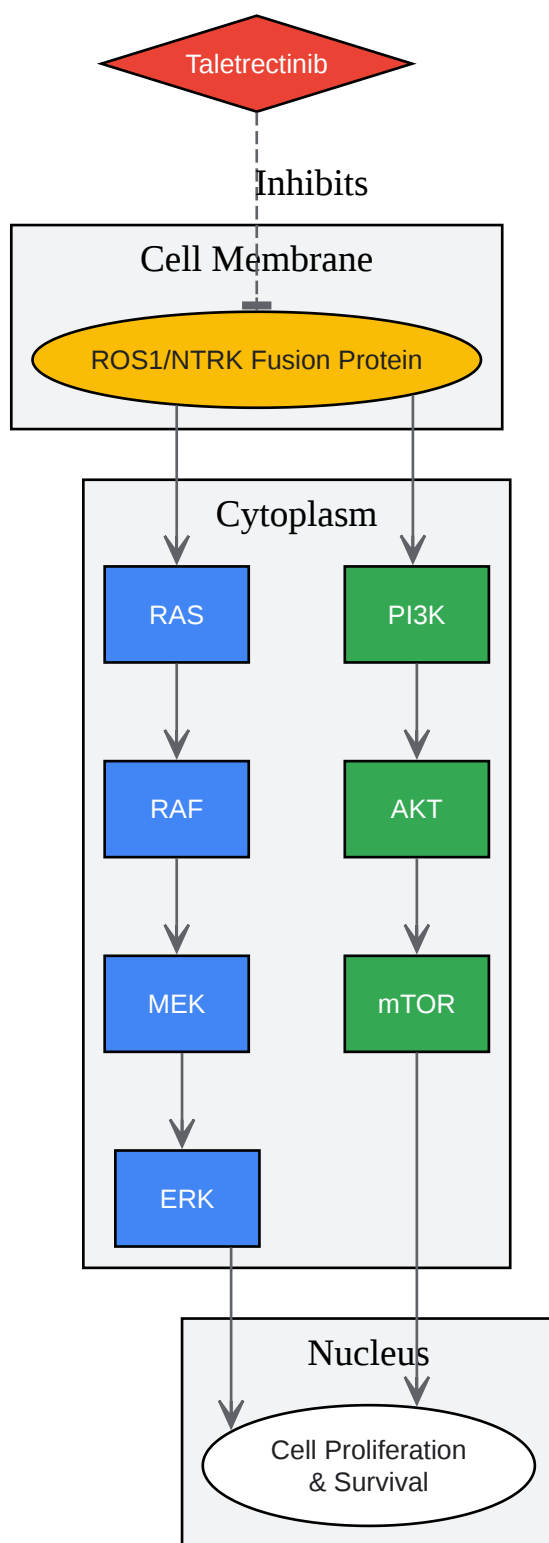 Taletrectinib
Inhibits
Cell Membrane
ROS1/NTRK Fusion Protein
Cytoplasm
RAS
PI3K
RAF
AKT
MEK
mTOR
ERK
Nucleus
Cell Proliferation
& Survival